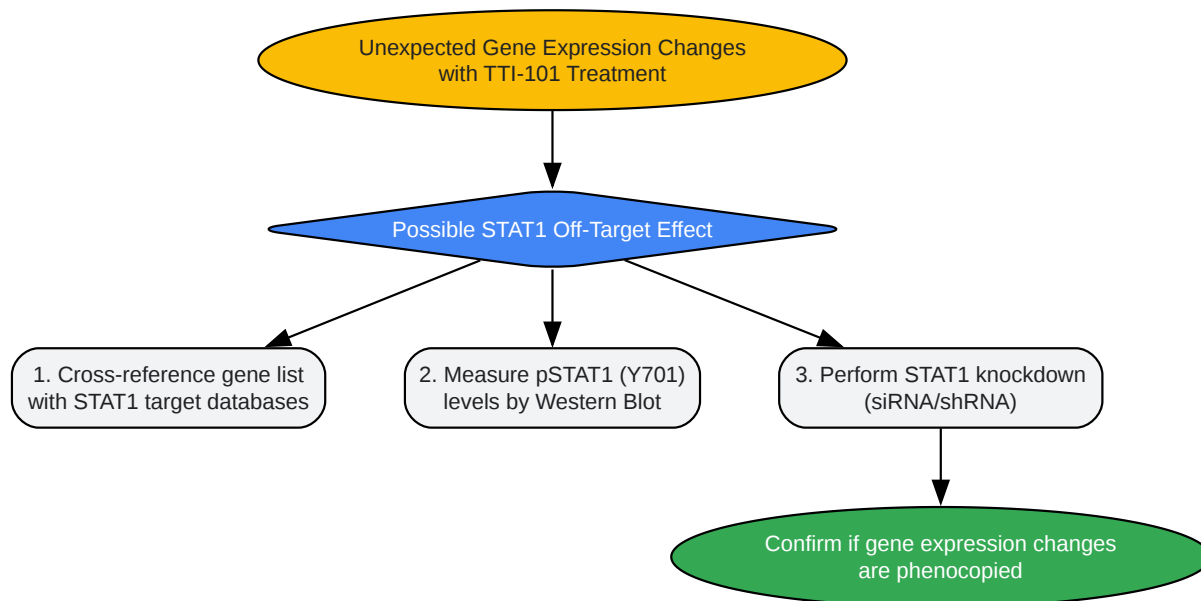 Unexpected Gene Expression Changes
with TTI-101 Treatment
Possible STAT1 Off-Target Effect
1. Cross-reference gene list
with STAT1 target databases
2. Measure pSTAT1 (Y701)
levels by Western Blot
3. Perform STAT1 knockdown
(siRNA/shRNA)
Confirm if gene expression changes
are phenocopied